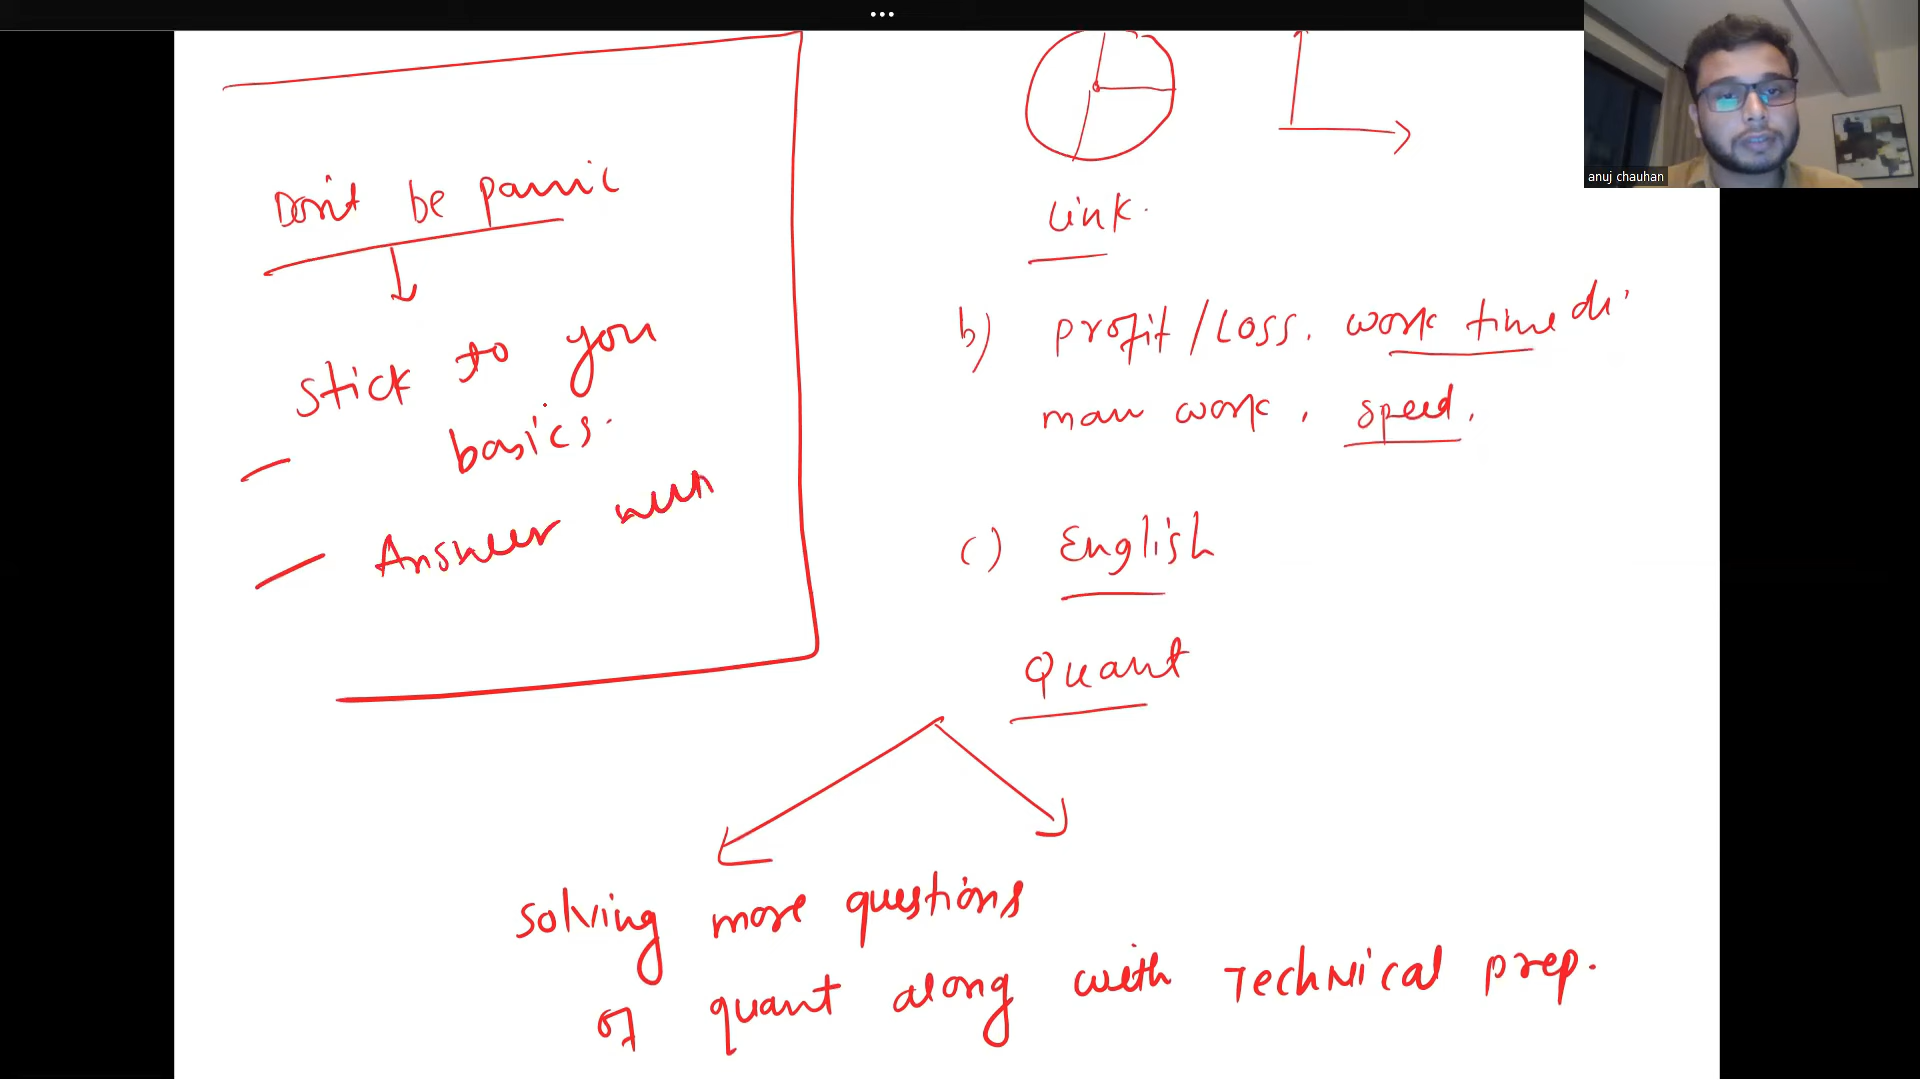 ...
anuj chauhan
Don't be panic
Stick to you
basics.
Answer
Link.
b) Profit / Loss, work time di
man work, speed,
c) English
Quant
Solving more questions
of quant along with Technical prep.